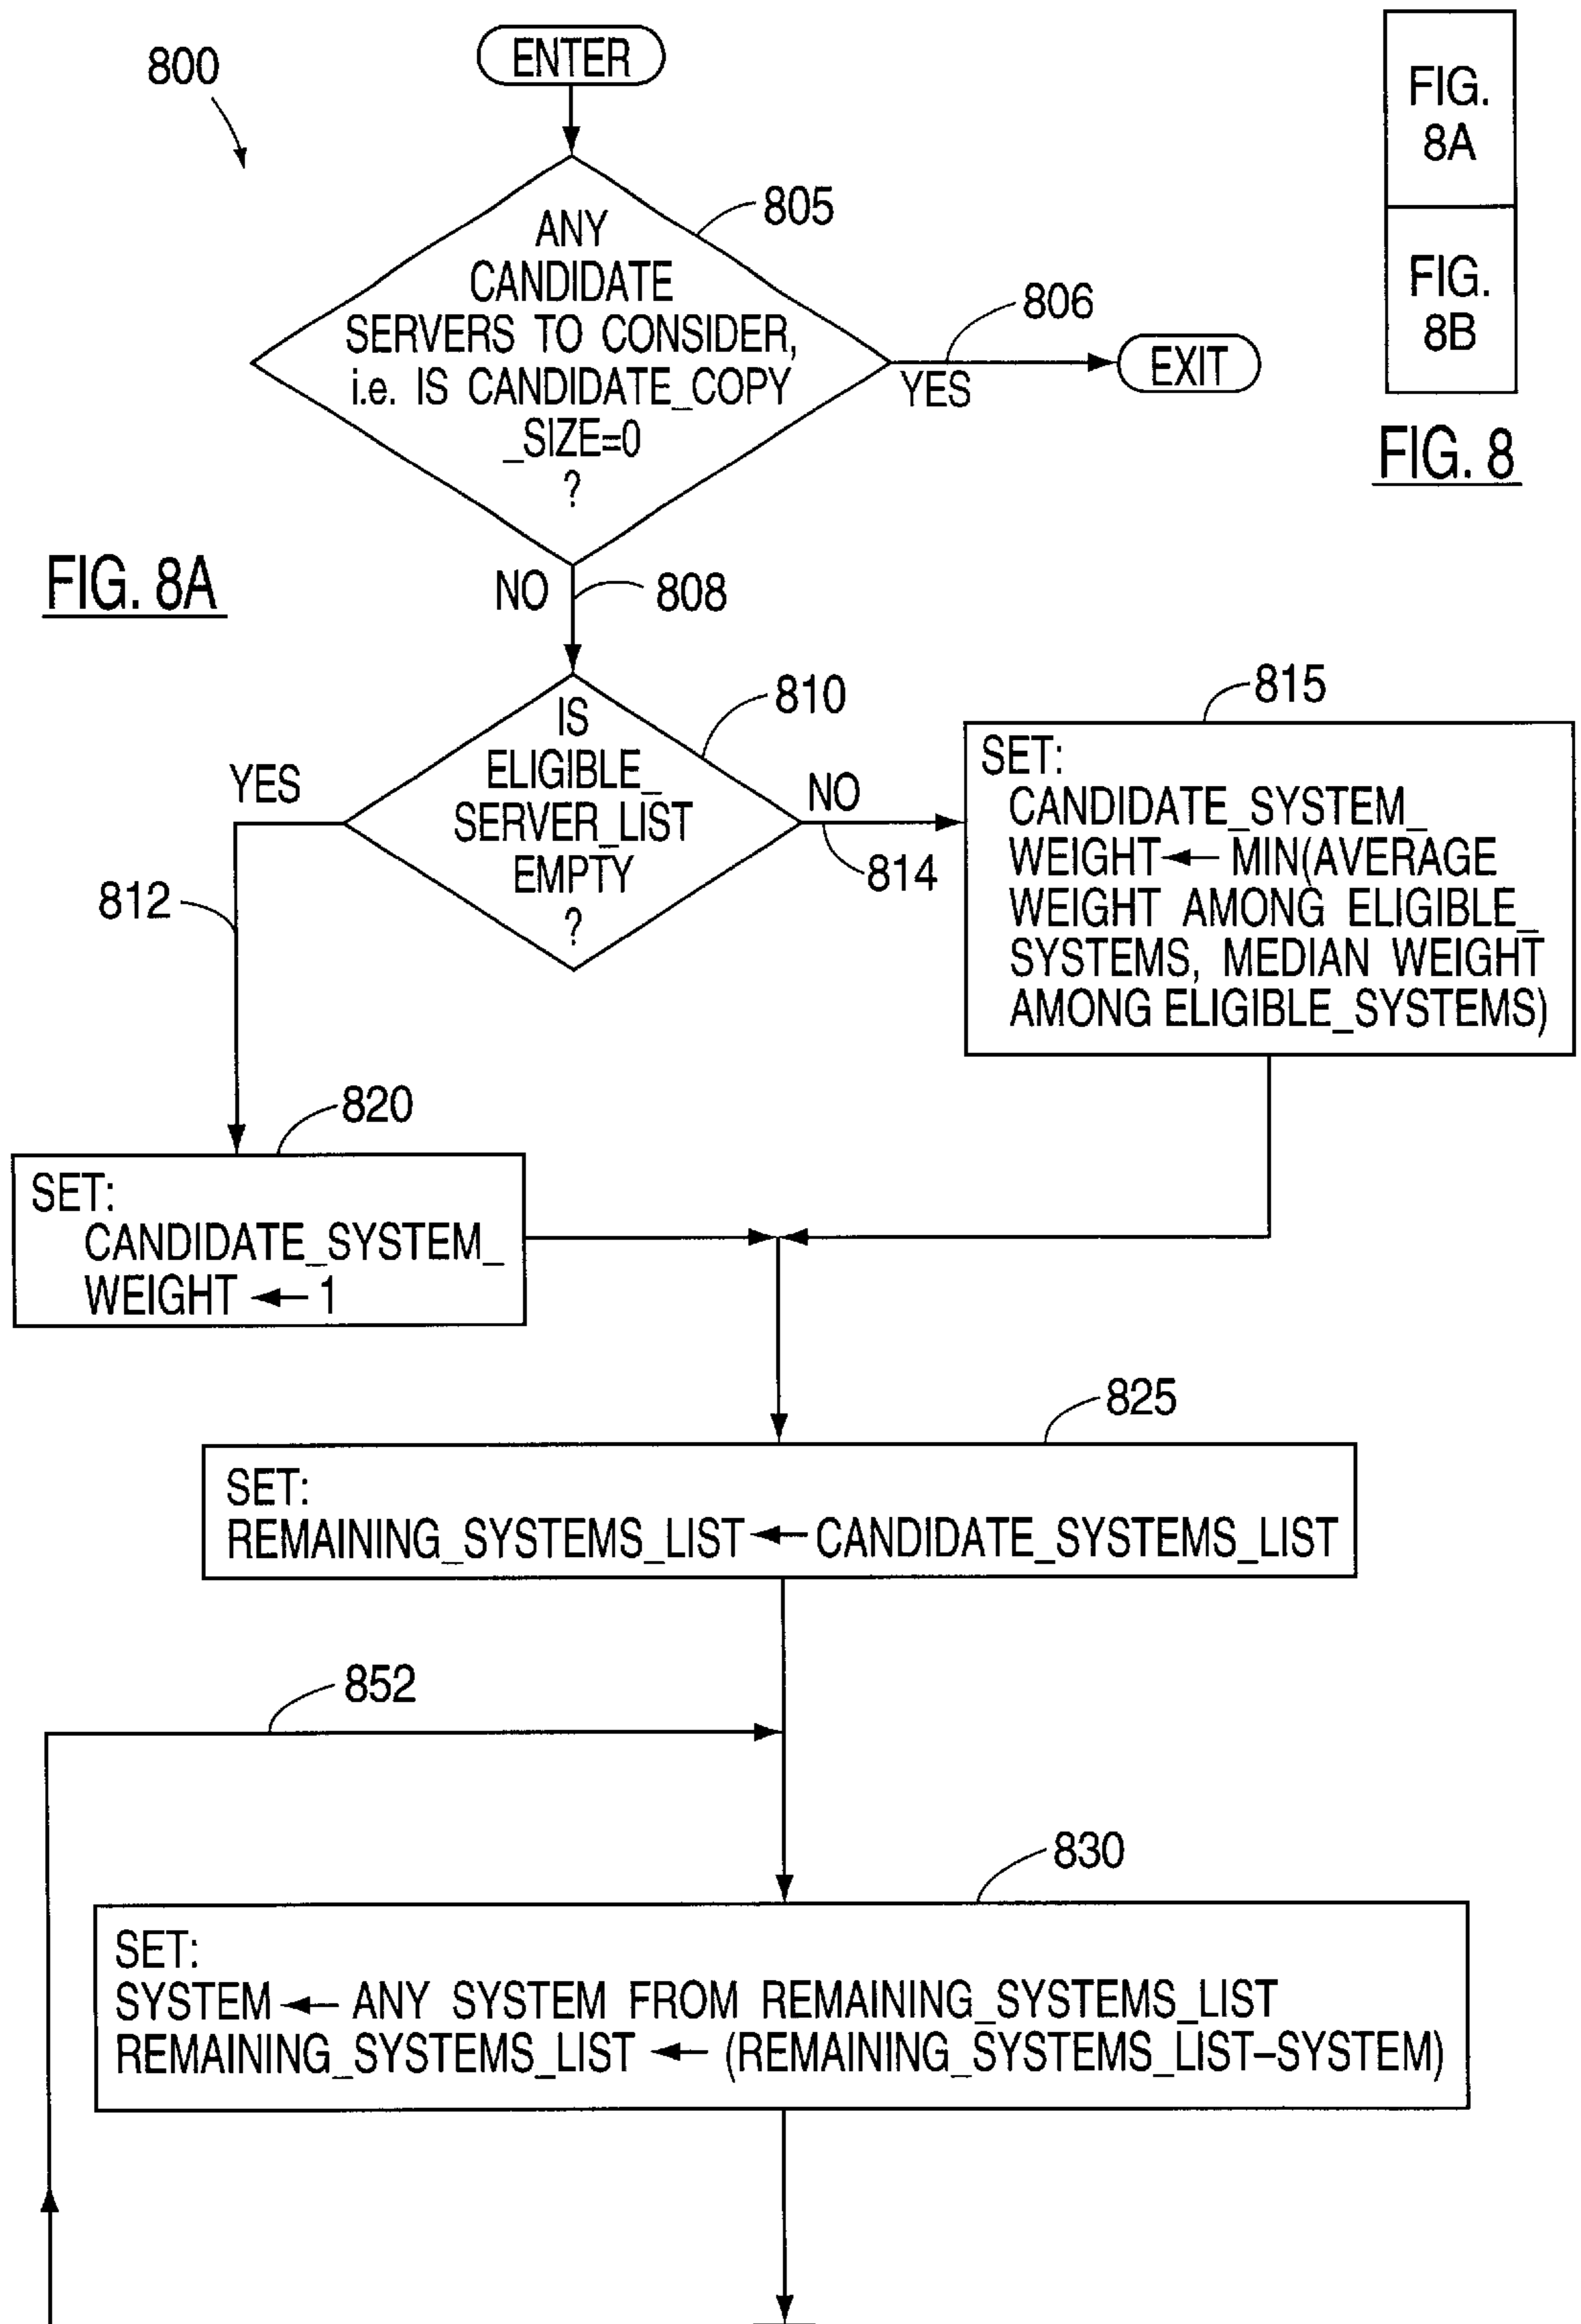 ENTER
800
FIG.
8A
FIG.
8B
FIG. 8
805
ANY
CANDIDATE
SERVERS TO CONSIDER,
i.e. IS CANDIDATE_COPY
_SIZE=0
?
806
YES
EXIT
FIG. 8A
NO
808
810
IS
ELIGIBLE_
SERVER_LIST
EMPTY
?
YES
812
NO
814
815
SET:
CANDIDATE_SYSTEM_
WEIGHT ← MIN(AVERAGE
WEIGHT AMONG ELIGIBLE_
SYSTEMS, MEDIAN WEIGHT
AMONG ELIGIBLE_SYSTEMS)
820
SET:
CANDIDATE_SYSTEM_
WEIGHT ← 1
825
SET:
REMAINING_SYSTEMS_LIST ← CANDIDATE_SYSTEMS_LIST
852
830
SET:
SYSTEM ← ANY SYSTEM FROM REMAINING_SYSTEMS_LIST
REMAINING_SYSTEMS_LIST ← (REMAINING_SYSTEMS_LIST–SYSTEM)